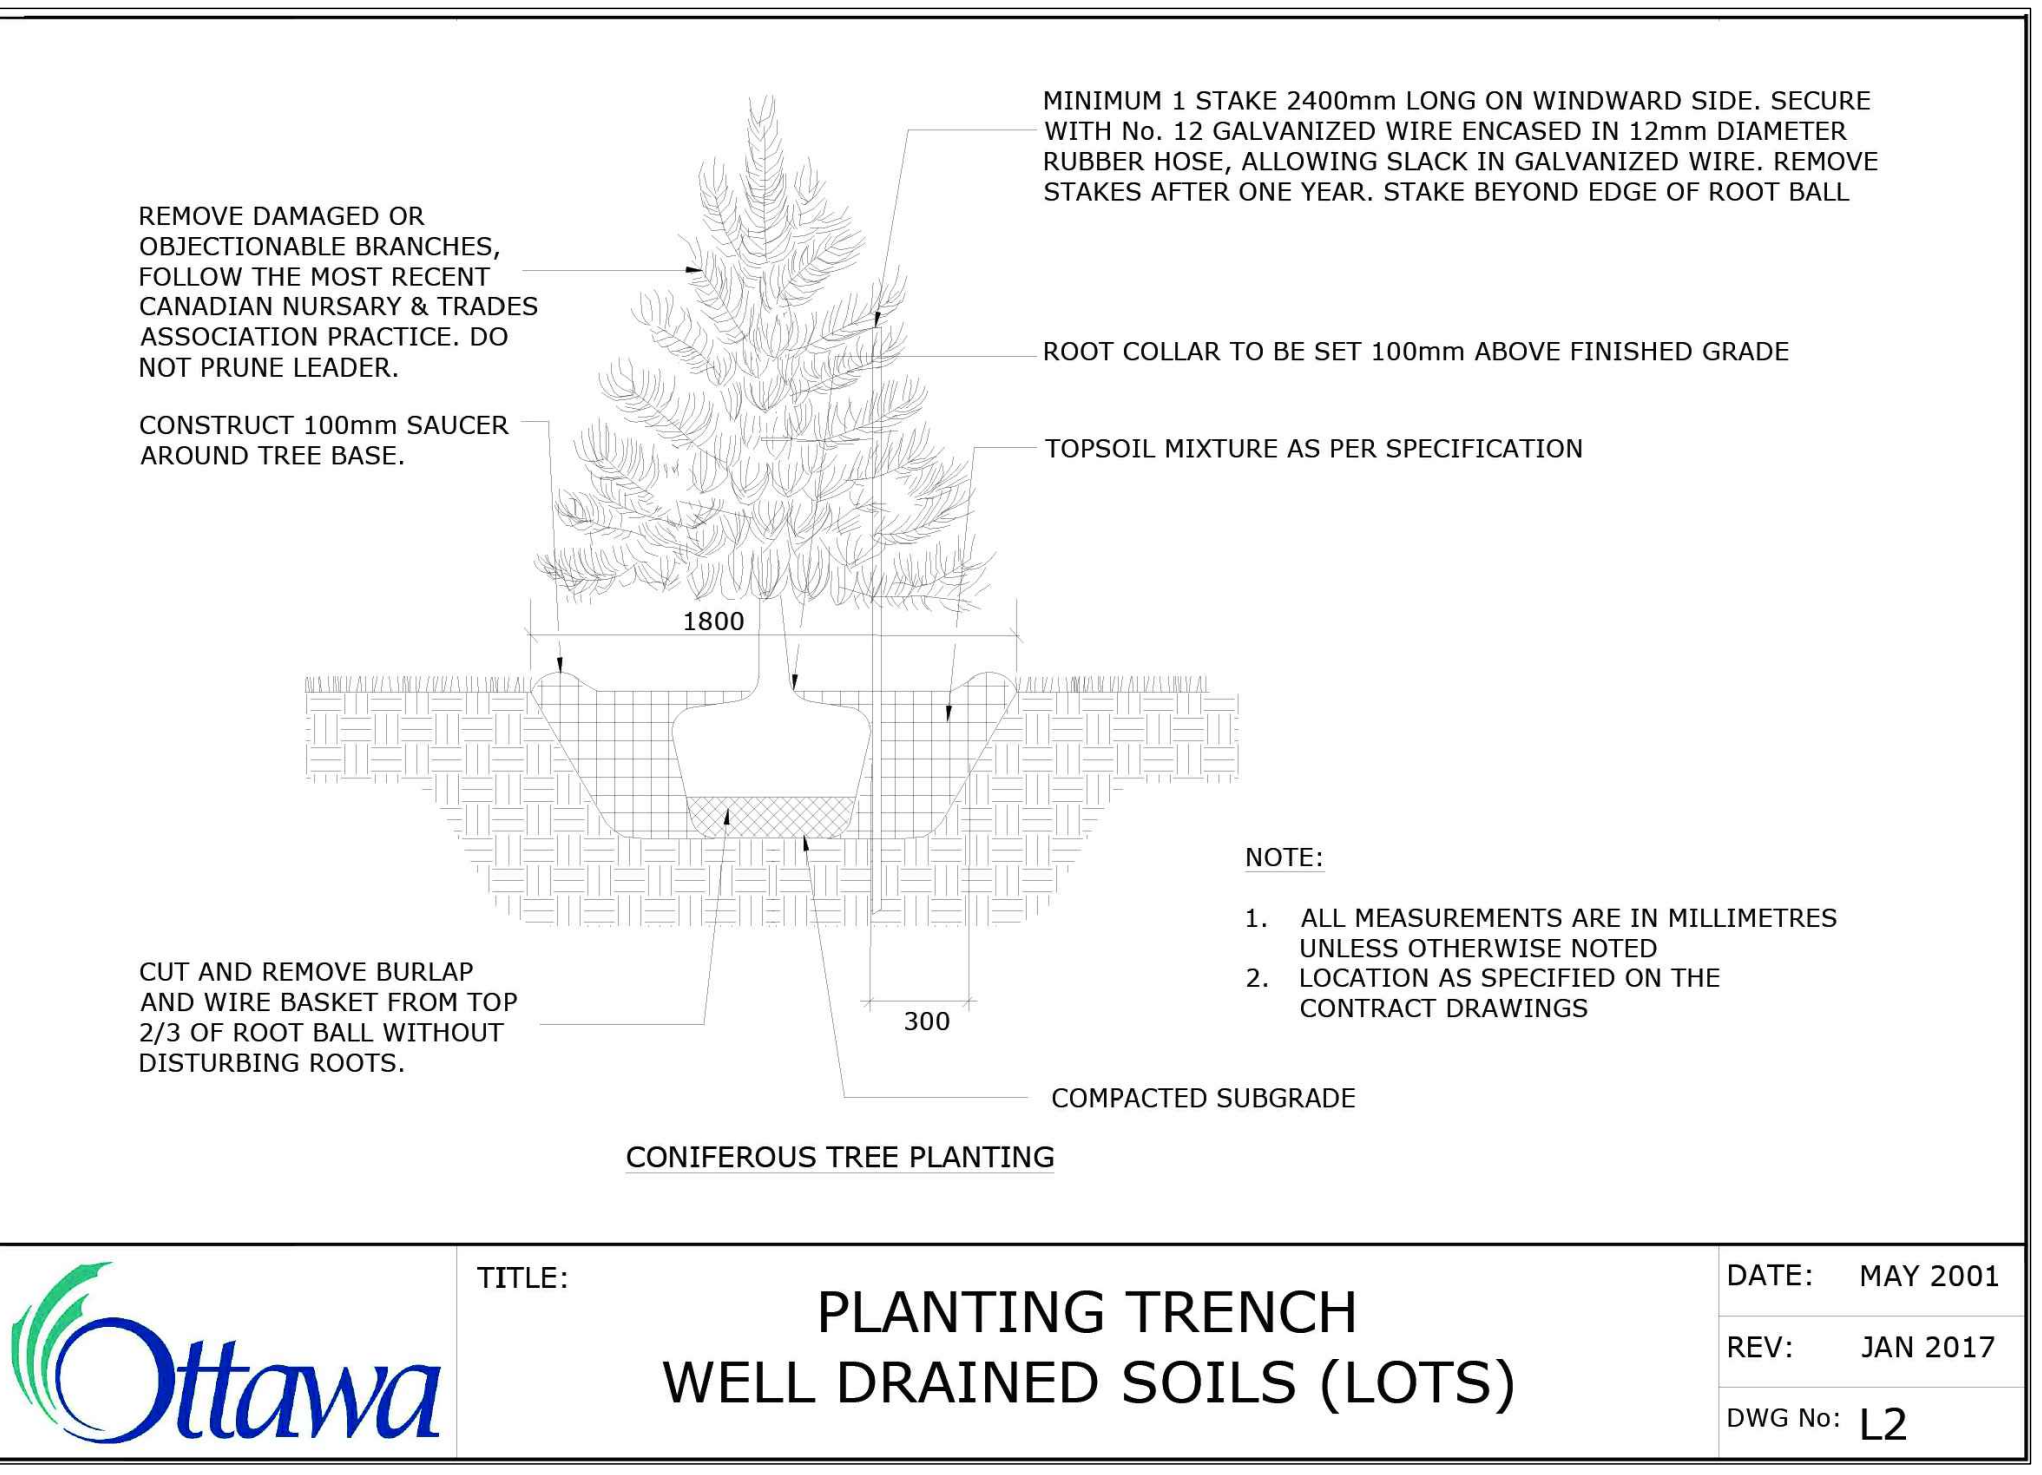 MINIMUM 1 STAKE 2400mm LONG ON WINDWARD SIDE. SECURE
WITH No. 12 GALVANIZED WIRE ENCASED IN 12mm DIAMETER
RUBBER HOSE, ALLOWING SLACK IN GALVANIZED WIRE. REMOVE
STAKES AFTER ONE YEAR. STAKE BEYOND EDGE OF ROOT BALL
REMOVE DAMAGED OR
OBJECTIONABLE BRANCHES,
FOLLOW THE MOST RECENT
CANADIAN NURSARY & TRADES
ASSOCIATION PRACTICE. DO
NOT PRUNE LEADER.
ROOT COLLAR TO BE SET 100mm ABOVE FINISHED GRADE
CONSTRUCT 100mm SAUCER
AROUND TREE BASE.
TOPSOIL MIXTURE AS PER SPECIFICATION
1800
NOTE:
1. ALL MEASUREMENTS ARE IN MILLIMETRES
UNLESS OTHERWISE NOTED
2. LOCATION AS SPECIFIED ON THE
CONTRACT DRAWINGS
CUT AND REMOVE BURLAP
AND WIRE BASKET FROM TOP
2/3 OF ROOT BALL WITHOUT
DISTURBING ROOTS.
300
COMPACTED SUBGRADE
CONIFEROUS TREE PLANTING
Ottawa
TITLE:
PLANTING TRENCH
WELL DRAINED SOILS (LOTS)
DATE: MAY 2001
REV: JAN 2017
DWG No: L2